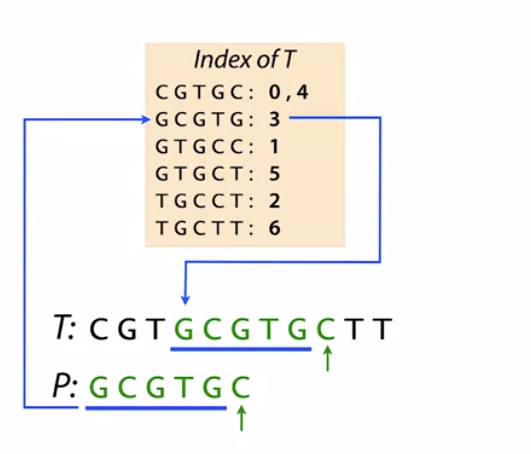 Index of T
CGTGC: 0,4
GCGTG: 3
GTGCC: 1
GTGCT: 5
TGCCT: 2
TGCTT: 6
T: CGTGCGTGCTT
P: GCGTGC